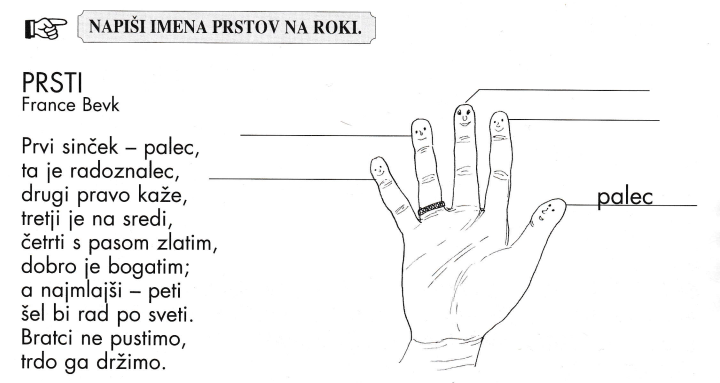 NAPIŠI IMENA PRSTOV NA ROKI.
PRSTI
France Bevk
Prvi sinček – palec,
ta je radoznalec,
drugi pravo kaže,
tretji je na sredi,
četrti s pasom zlatim,
dobro je bogatim;
a najmlajši – peti
šel bi rad po sveti.
Bratci ne pustimo,
trdo ga držimo.
palec